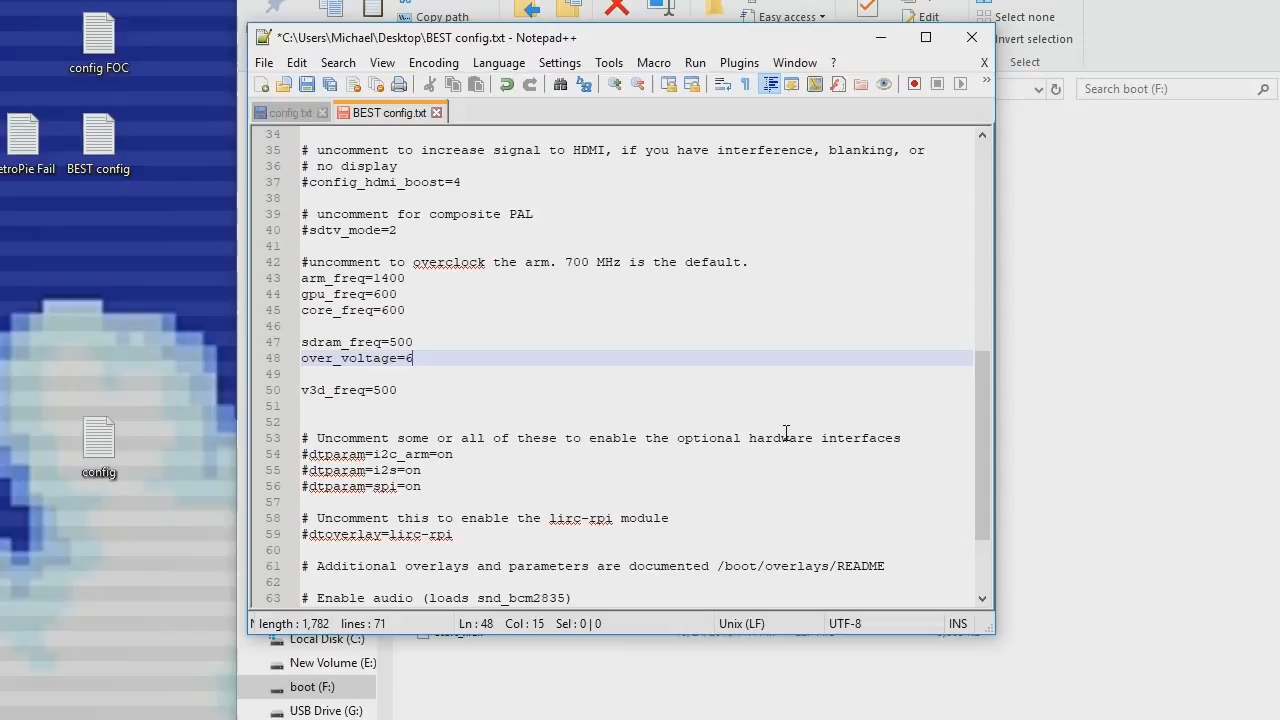 Copy path
Easy access
Edit
Select none
Invert selection
Select
config FOC
etroPie Fail
BEST config
config
*C:\Users\Michael\Desktop\BEST config.txt - Notepad++
File Edit Search View Encoding Language Settings Tools Macro Run Plugins Window ? X
config.txt BEST config.txt
Search boot (F:)
34
35 # uncomment to increase signal to HDMI, if you have interference, blanking, or
36 # no display
37 #config_hdmi_boost=4
38
39 # uncomment for composite PAL
40 #sdtv_mode=2
41
42 #uncomment to overclock the arm. 700 MHz is the default.
43 arm_freq=1400
44 gpu_freq=600
45 core_freq=600
46
47 sdram_freq=500
48 over_voltage=6
49
50 v3d_freq=500
51
52
53 # Uncomment some or all of these to enable the optional hardware interfaces
54 #dtparam=i2c_arm=on
55 #dtparam=i2s=on
56 #dtparam=spi=on
57
58 # Uncomment this to enable the lirc-rpi module
59 #dtoverlay=lirc-rpi
60
61 # Additional overlays and parameters are documented /boot/overlays/README
62
63 # Enable audio (loads snd_bcm2835)
length : 1,782 lines : 71 Ln : 48 Col : 15 Sel : 0 | 0 Unix (LF) UTF-8 INS
Local Disk (C:)
New Volume (E:)
boot (F:)
USB Drive (G:)